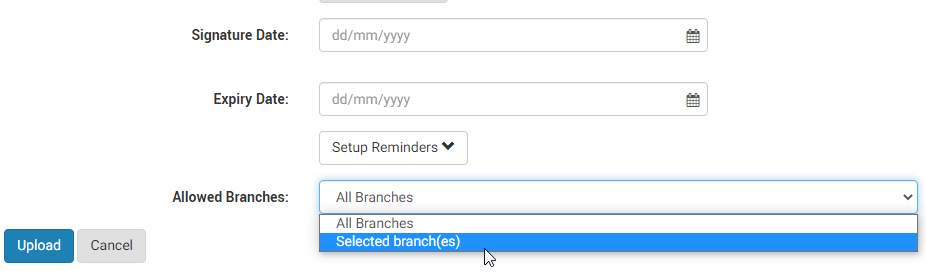 Signature Date: dd/mm/yyyy
Expiry Date: dd/mm/yyyy
Setup Reminders
Allowed Branches: All Branches
All Branches
Selected branch(es)
Upload Cancel